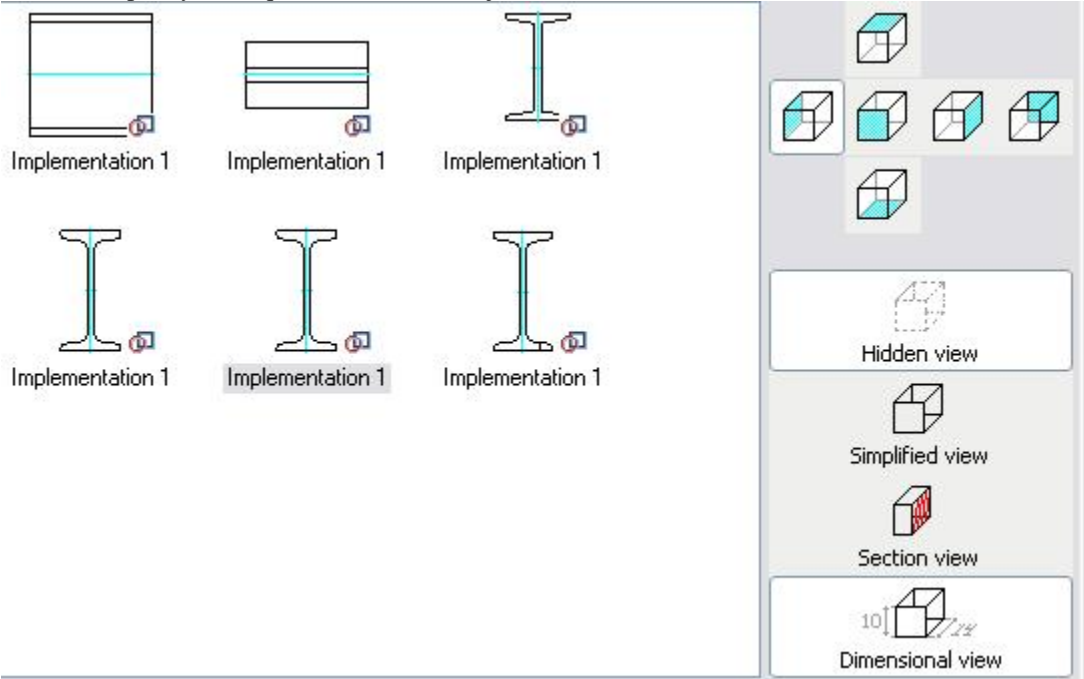 Implementation 1
Implementation 1
Implementation 1
Implementation 1
Implementation 1
Implementation 1
Hidden view
Simplified view
Section view
10
14
Dimensional view